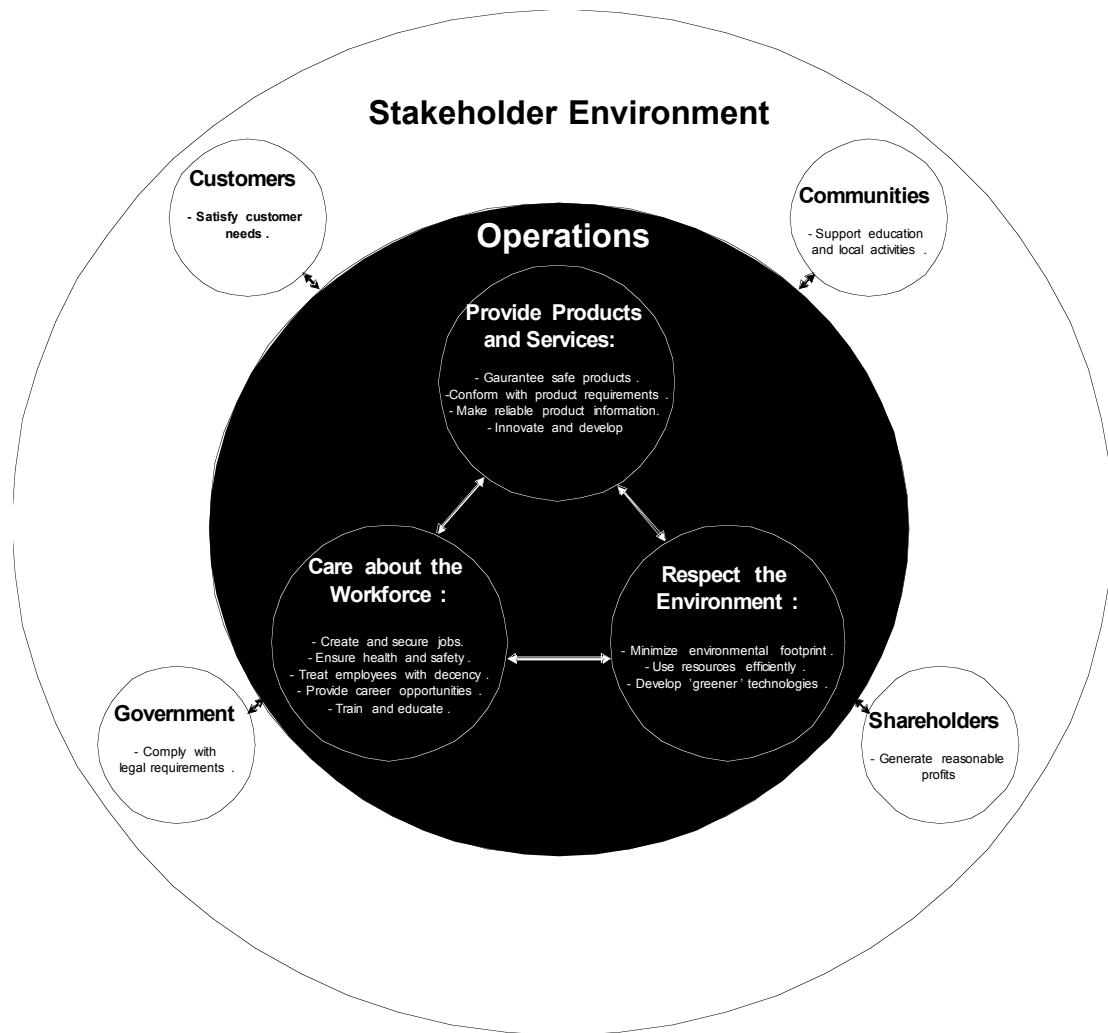 Stakeholder Environment
Customers
- Satisfy customer
needs .
Communities
- Support education
and local activities .
Operations
Provide Products
and Services:
- Gaurantee safe products .
-Conform with product requirements .
- Make reliable product information.
- Innovate and develop
Care about the
Workforce :
- Create and secure jobs.
- Ensure health and safety .
- Treat employees with decency .
- Provide career opportunities .
- Train and educate .
Respect the
Environment :
- Minimize environmental footprint .
- Use resources efficiently .
- Develop 'greener' technologies .
Government
- Comply with
legal requirements .
Shareholders
- Generate reasonable
profits